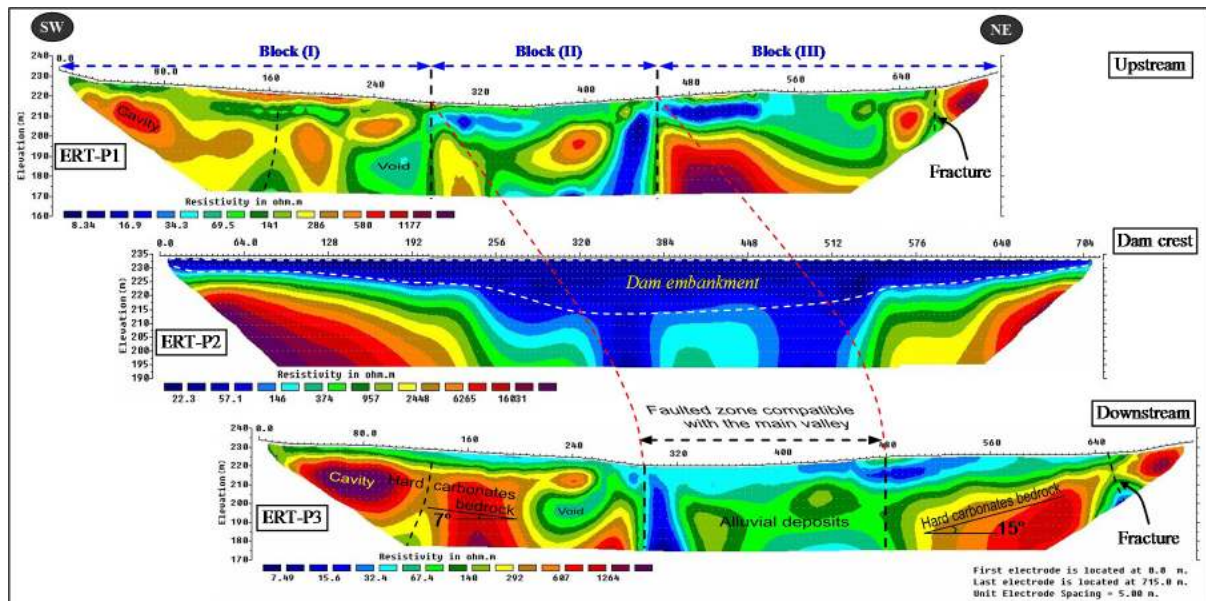 SW
NE
Block (I)
Block (II)
Block (III)
Upstream
240 0.0
80.0 160 240 320 400 480 560 640
230
220
210
200
190
180
170
160
Elevation(m)
Cavity
Void
ERT-P1
Fracture
Resistivity in ohm.m
8.34 16.9 34.3 69.5 141 286 580 1177
Dam crest
0.0 64.0 128 192 256 320 384 448 512 576 640 704
235
230
225
220
215
210
205
200
195
190
Elevation(m)
Dam embankment
ERT-P2
Resistivity in ohm.m
22.3 57.1 146 374 957 2448 6265 16031
Faulted zone compatible
with the main valley
Downstream
240 0.0
80.0 160 240 320 400 480 560 640
230
220
210
200
190
180
170
Elevation(m)
Cavity
Hard carbonates
bedrock
7°
Void
Alluvial deposits
Hard carbonates bedrock
15°
ERT-P3
Fracture
Resistivity in ohm.m
7.49 15.6 32.4 67.4 140 292 607 1264
First electrode is located at 0.0 m.
Last electrode is located at 715.0 m.
Unit Electrode Spacing = 5.00 m.